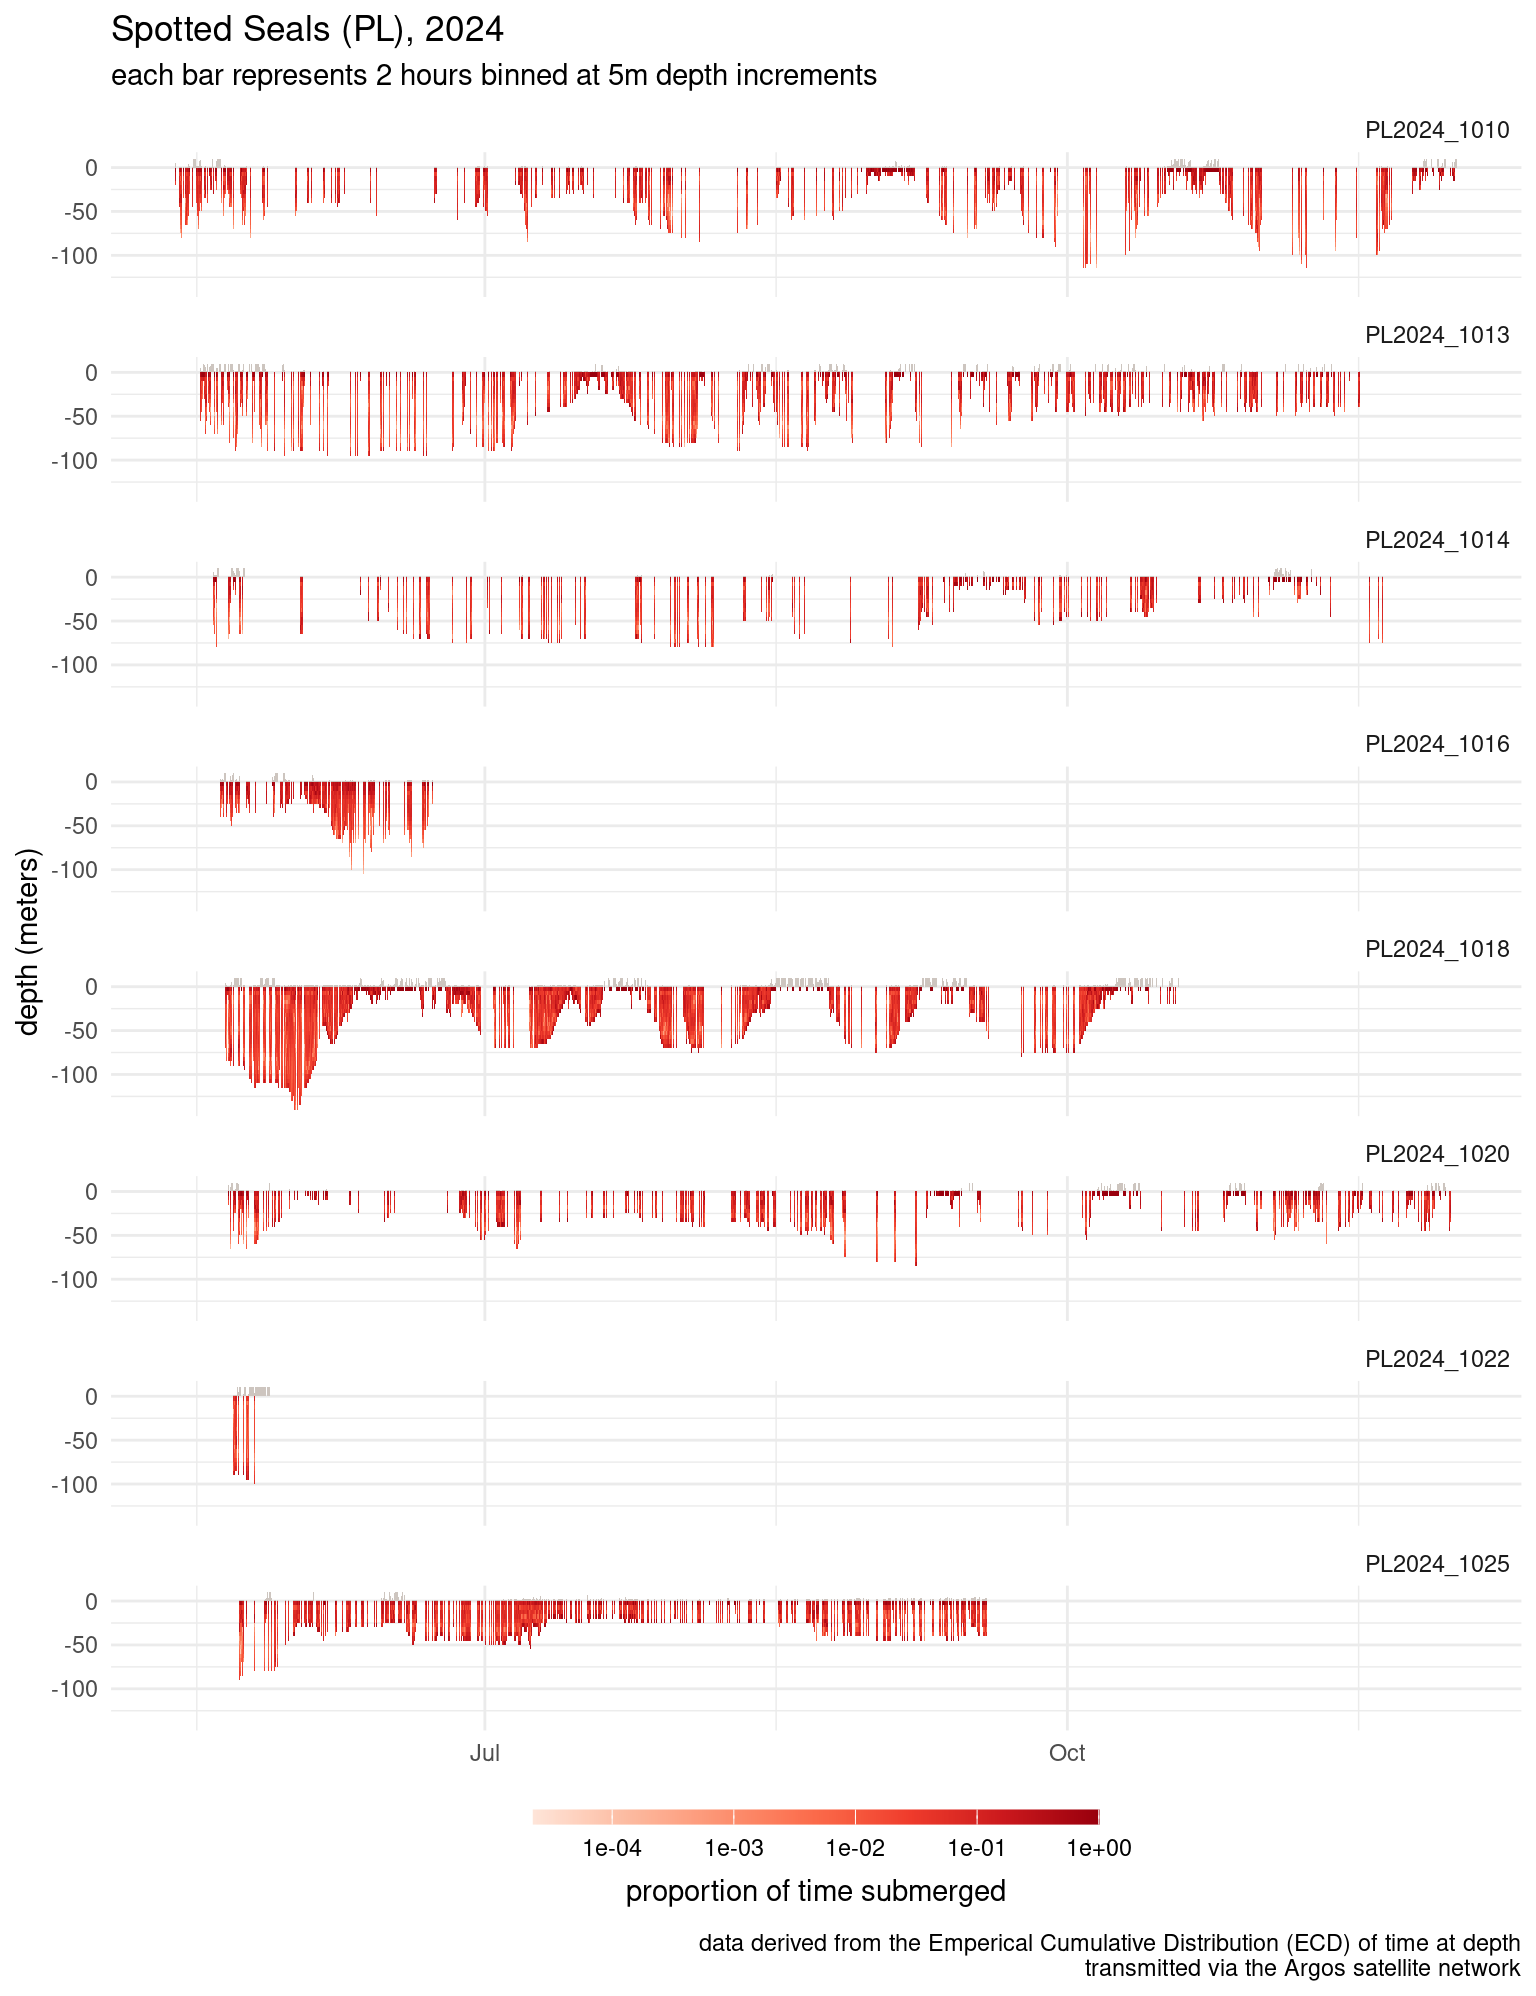 Spotted Seals (PL), 2024
each bar represents 2 hours binned at 5m depth increments
PL2024_1010
0
-50
-100
PL2024_1013
0
-50
-100
PL2024_1014
0
-50
-100
PL2024_1016
0
-50
-100
depth (meters)
PL2024_1018
0
-50
-100
PL2024_1020
0
-50
-100
PL2024_1022
0
-50
-100
PL2024_1025
0
-50
-100
Jul Oct
1e-04 1e-03 1e-02 1e-01 1e+00
proportion of time submerged
data derived from the Emperical Cumulative Distribution (ECD) of time at depth
transmitted via the Argos satellite network